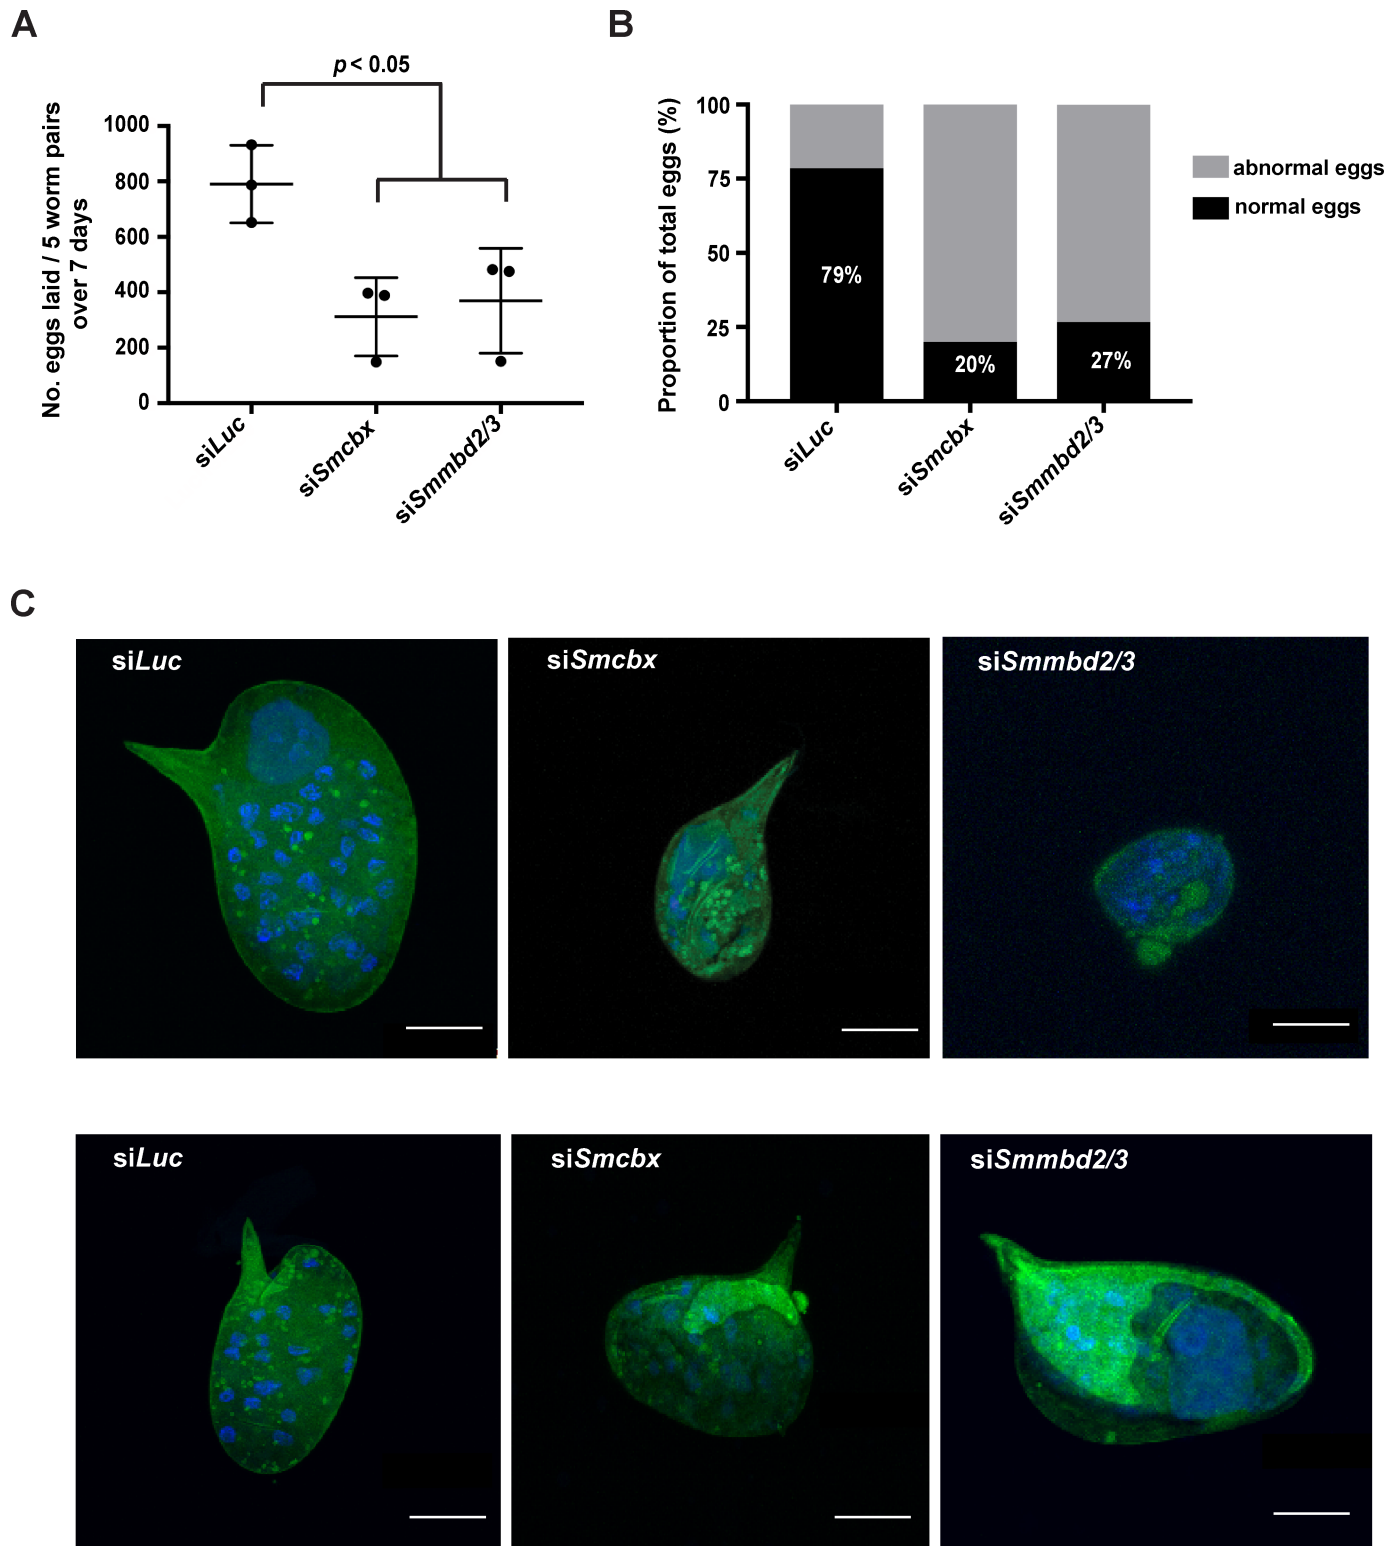 A
B
p < 0.05
No. eggs laid / 5 worm pairs
over 7 days
1000
800
600
400
200
0
siLuc
siSmcbx
siSmmbd2/3
Proportion of total eggs (%)
100
75
50
25
0
79%
20%
27%
siLuc
siSmcbx
siSmmbd2/3
abnormal eggs
normal eggs
C
siLuc
siSmcbx
siSmmbd2/3
siLuc
siSmcbx
siSmmbd2/3